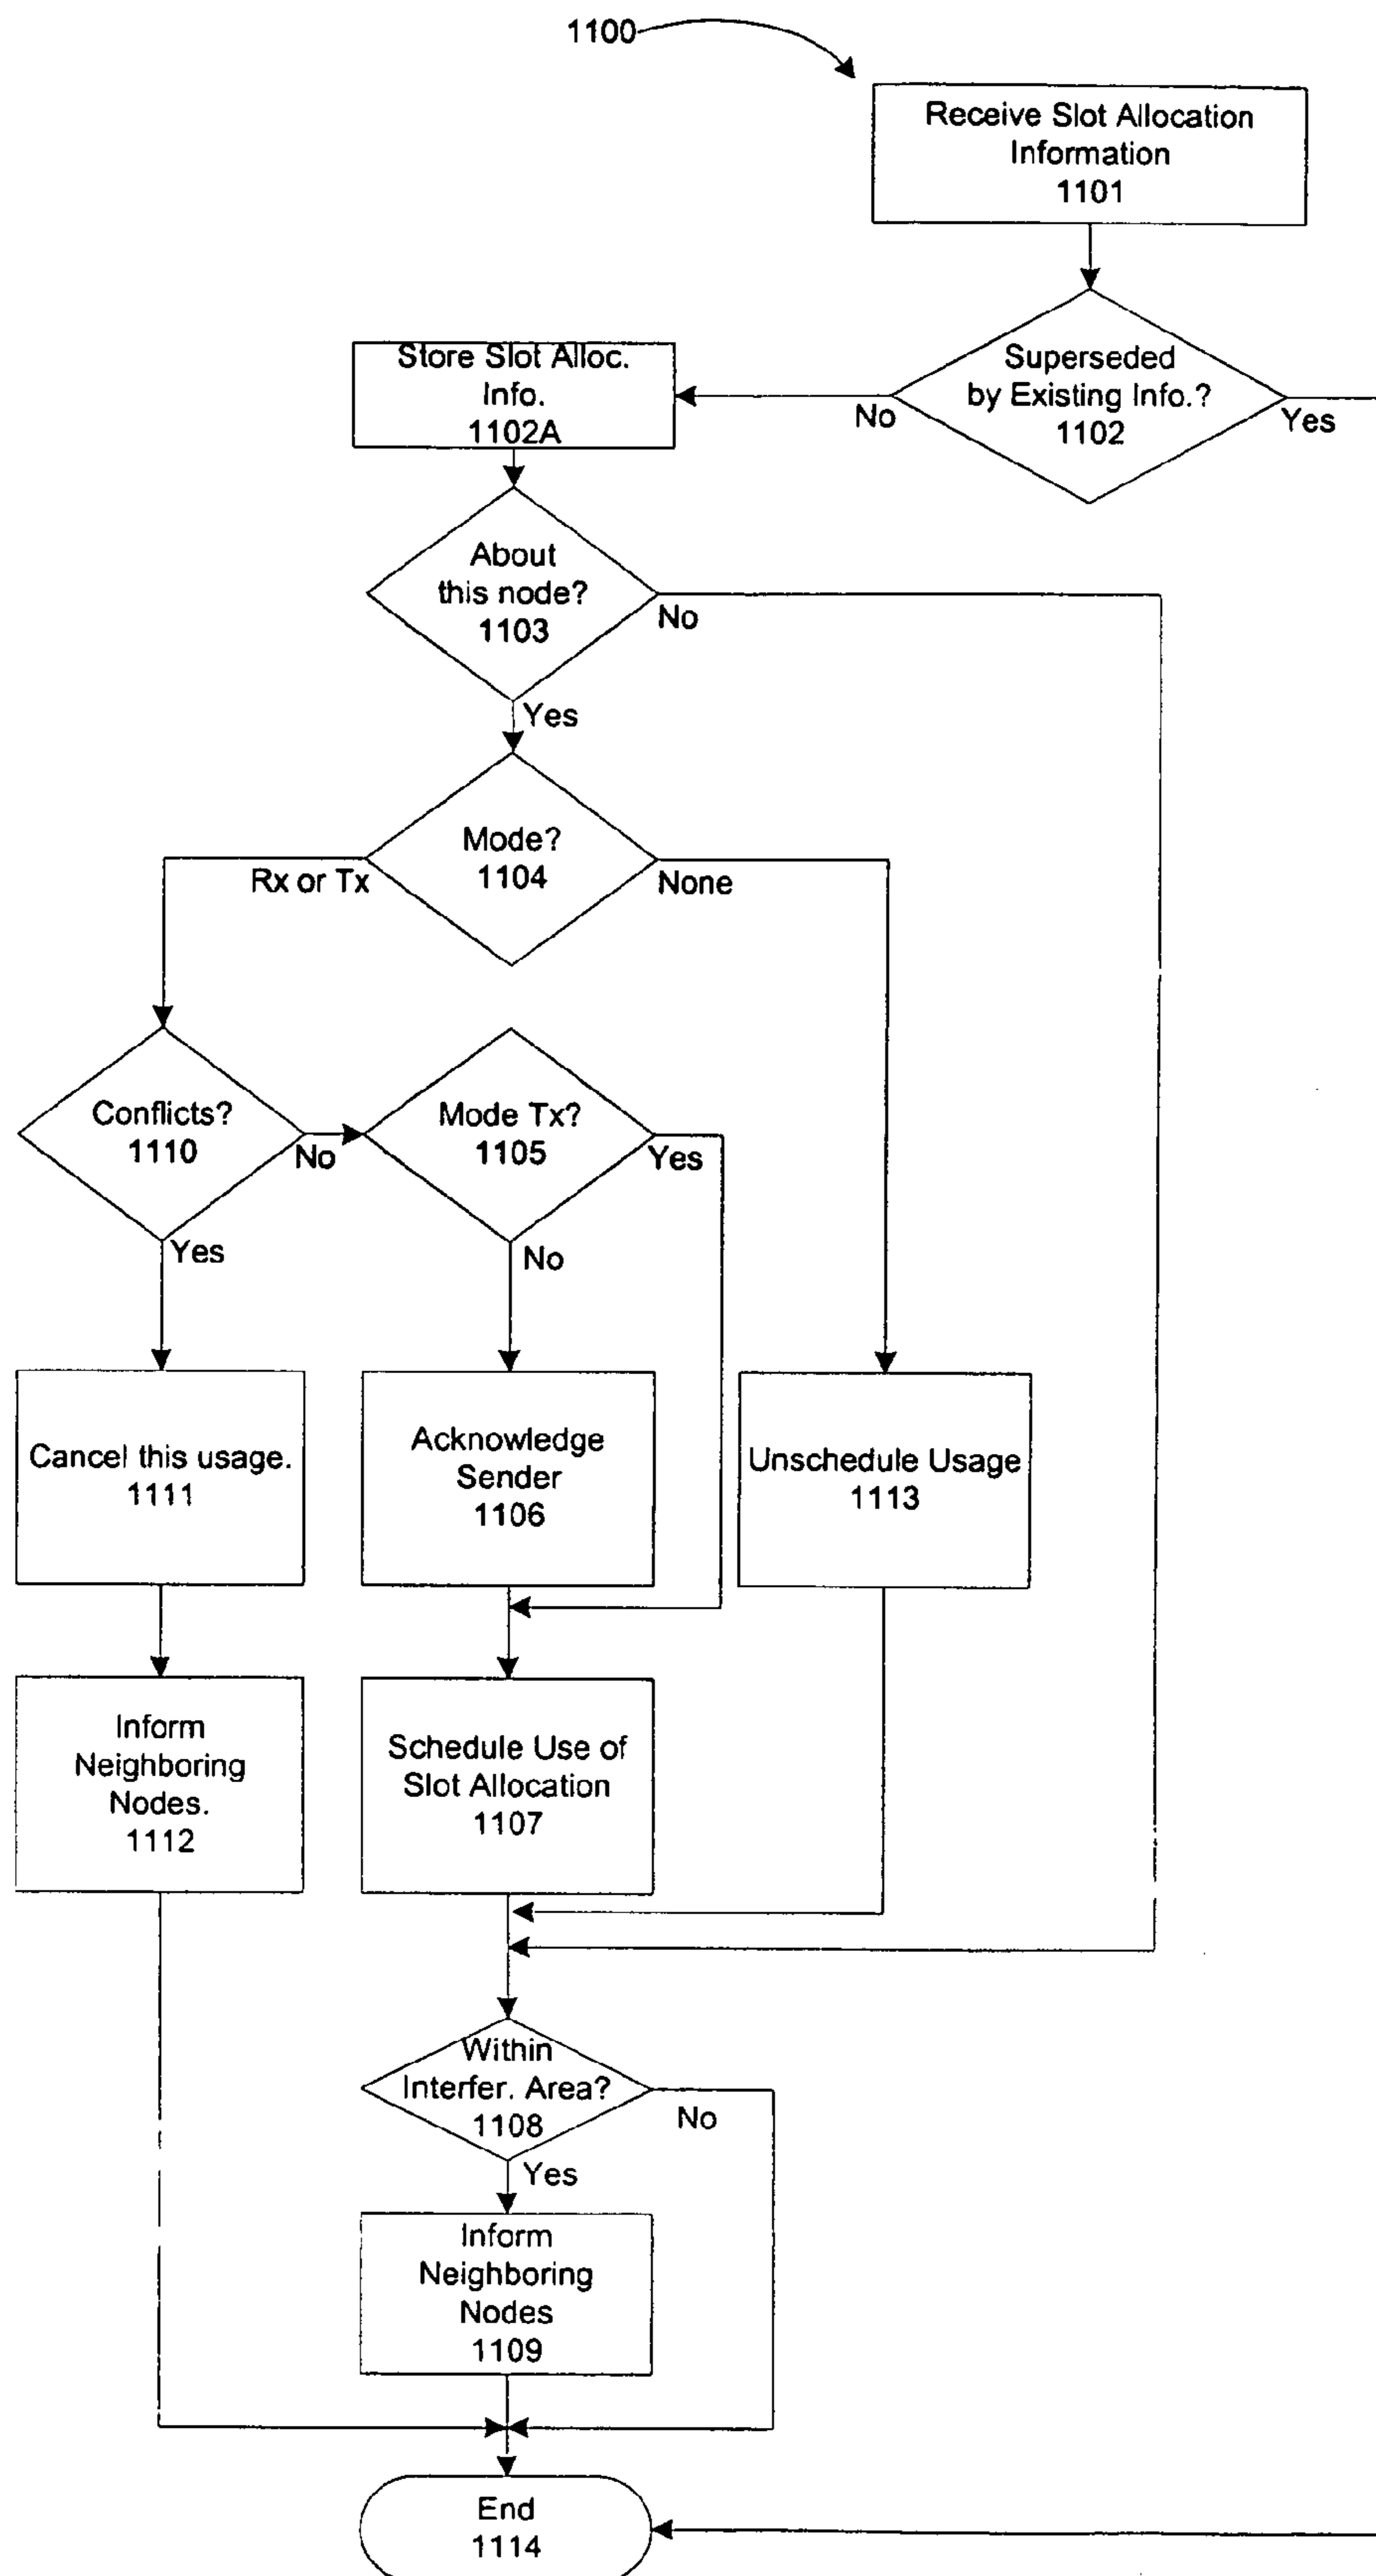 1100
Receive Slot Allocation
Information
1101
Superseded
by Existing Info.?
1102
No
Yes
Store Slot Alloc.
Info.
1102A
About
this node?
1103
No
Yes
Mode?
1104
Rx or Tx
None
Conflicts?
1110
No
Yes
Mode Tx?
1105
Yes
No
Cancel this usage.
1111
Acknowledge
Sender
1106
Unschedule Usage
1113
Inform
Neighboring
Nodes.
1112
Schedule Use of
Slot Allocation
1107
Within
Interfer. Area?
1108
No
Yes
Inform
Neighboring
Nodes
1109
End
1114